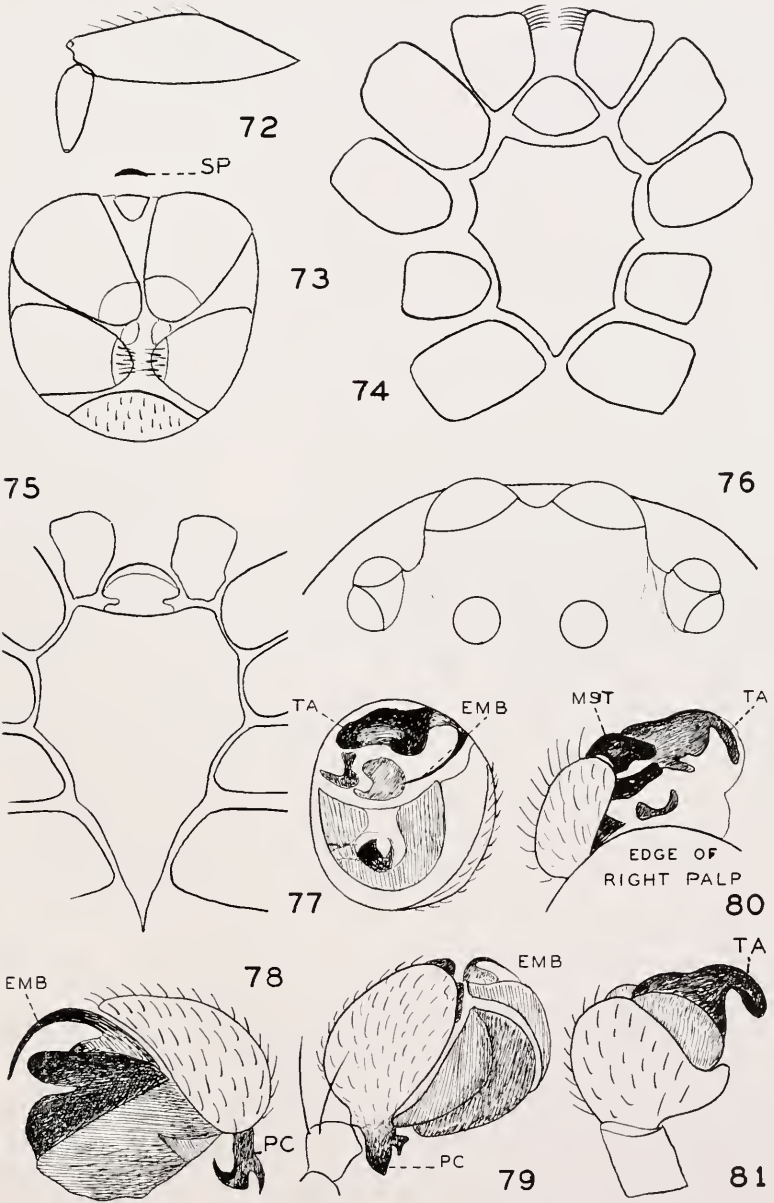 72
SP
73
74
75
76
TA
EMB
MST
TA
EDGE OF
RIGHT PALP
77
80
78
EMB
PC
EMB
PC
79
TA
81